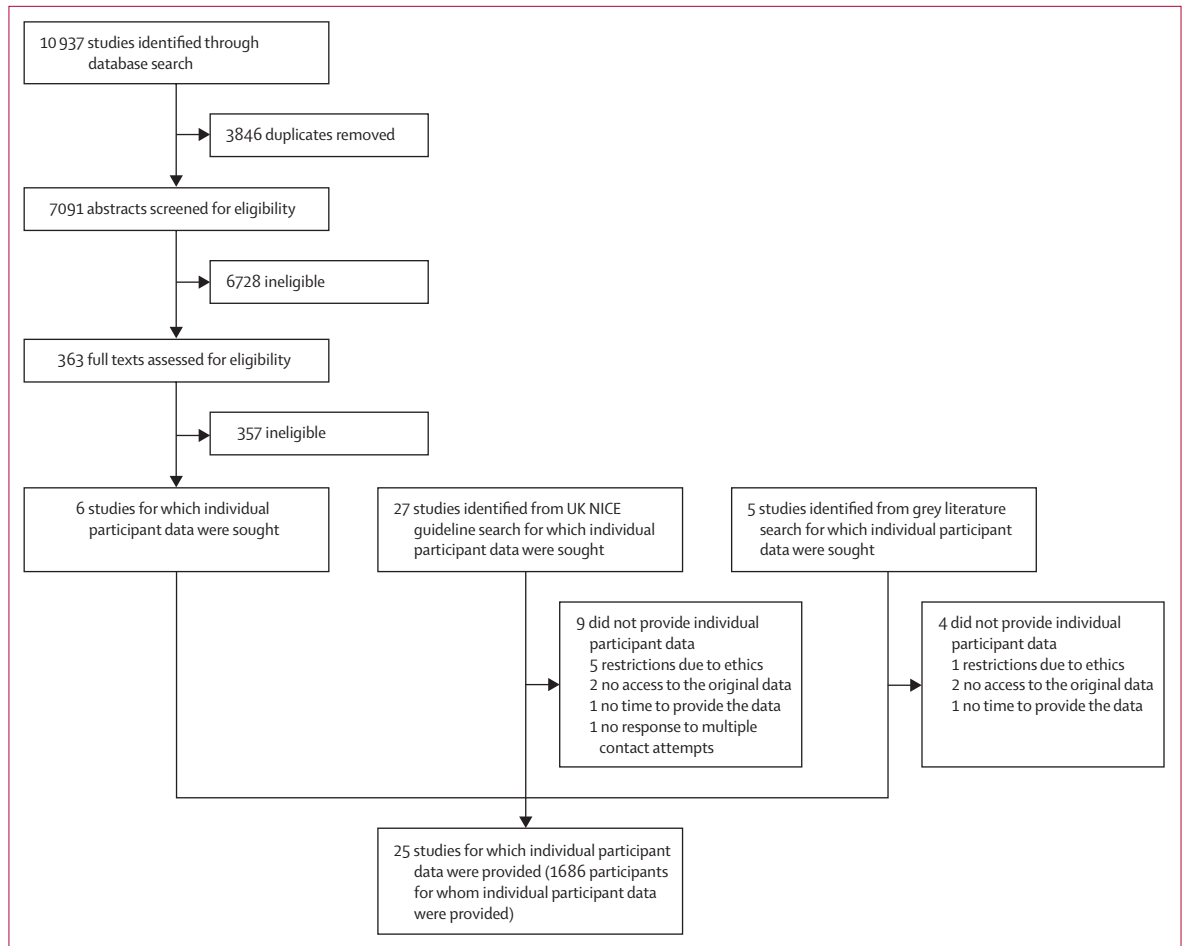 10 937 studies identified through
database search
3846 duplicates removed
7091 abstracts screened for eligibility
6728 ineligible
363 full texts assessed for eligibility
357 ineligible
6 studies for which individual
participant data were sought
27 studies identified from UK NICE
guideline search for which individual
participant data were sought
5 studies identified from grey literature
search for which individual participant
data were sought
9 did not provide individual
participant data
5 restrictions due to ethics
2 no access to the original data
1 no time to provide the data
1 no response to multiple
contact attempts
4 did not provide individual
participant data
1 restrictions due to ethics
2 no access to the original data
1 no time to provide the data
25 studies for which individual participant
data were provided (1686 participants
for whom individual participant data
were provided)